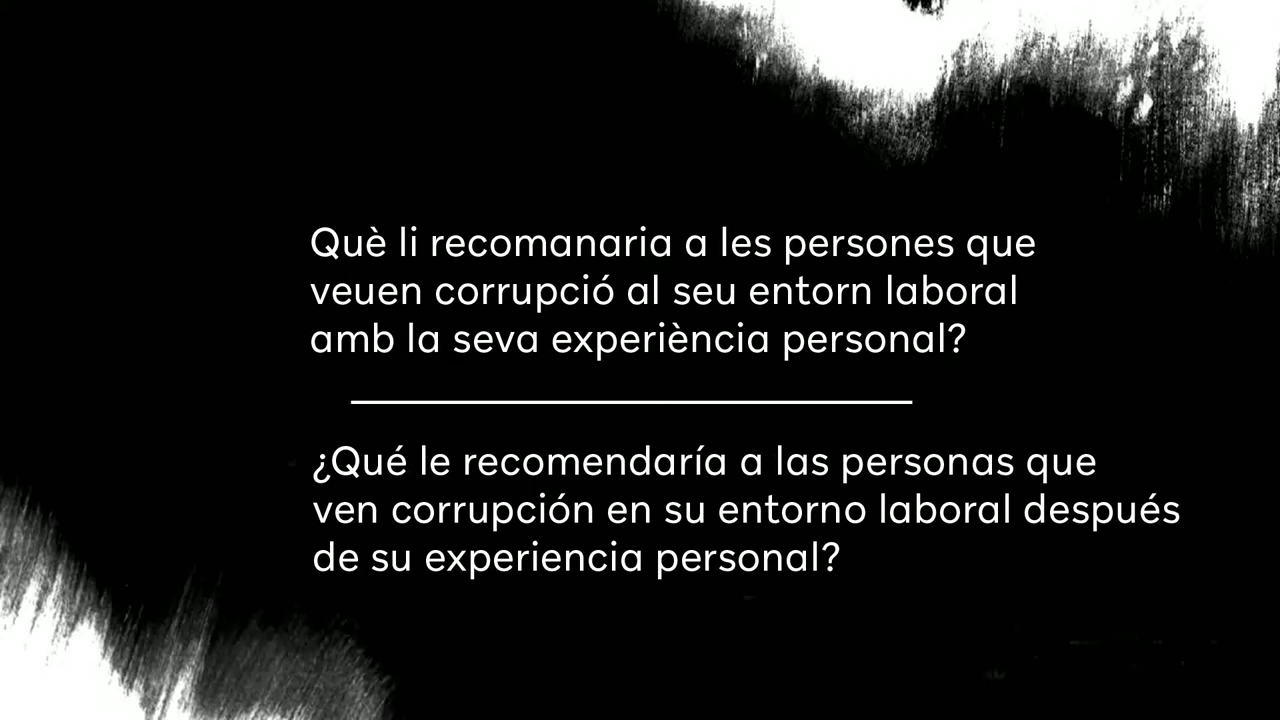 Què li recomanaria a les persones que
veuen corrupció al seu entorn laboral
amb la seva experiència personal?
¿Qué le recomendaría a las personas que
ven corrupción en su entorno laboral después
de su experiencia personal?